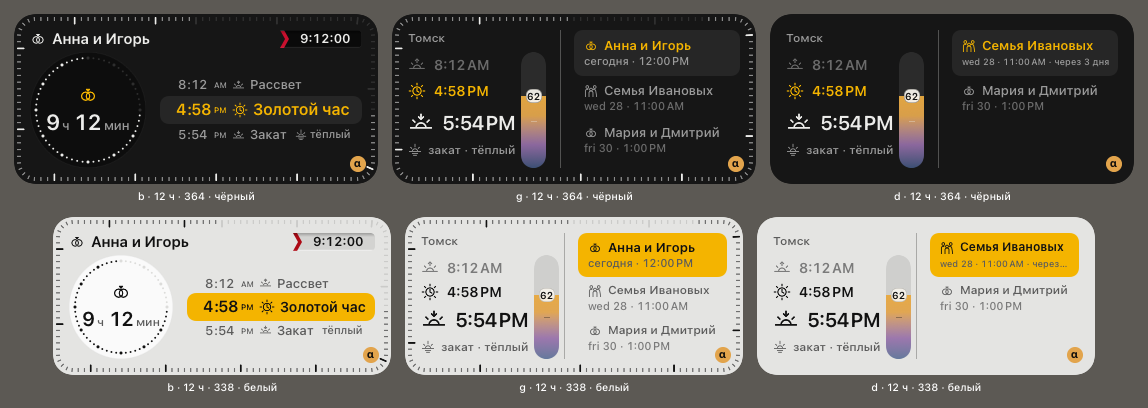 Анна и Игорь
9:12:00
9 ч 12 мин
8:12 AM Рассвет
4:58 PM Золотой час
5:54 PM Закат тёплый
α
b · 12 ч · 364 · чёрный
Томск
8:12 AM
4:58 PM
5:54 PM
закат · тёплый
62
Анна и Игорь
сегодня · 12:00 PM
Семья Ивановых
wed 28 · 11:00 AM
Мария и Дмитрий
fri 30 · 1:00 PM
α
g · 12 ч · 364 · чёрный
Томск
8:12 AM
4:58 PM
5:54 PM
закат · тёплый
62
Семья Ивановых
wed 28 · 11:00 AM · через 3 дня
Мария и Дмитрий
fri 30 · 1:00 PM
α
d · 12 ч · 364 · чёрный
Анна и Игорь
9:12:00
9 ч 12 мин
8:12 AM Рассвет
4:58 PM Золотой час
5:54 PM Закат тёплый
α
b · 12 ч · 338 · белый
Томск
8:12 AM
4:58 PM
5:54 PM
закат · тёплый
62
Анна и Игорь
сегодня · 12:00 PM
Семья Ивановых
wed 28 · 11:00 AM
Мария и Дмитрий
fri 30 · 1:00 PM
α
g · 12 ч · 338 · белый
Томск
8:12 AM
4:58 PM
5:54 PM
закат · тёплый
62
Семья Ивановых
wed 28 · 11:00 AM · через...
Мария и Дмитрий
fri 30 · 1:00 PM
α
d · 12 ч · 338 · белый